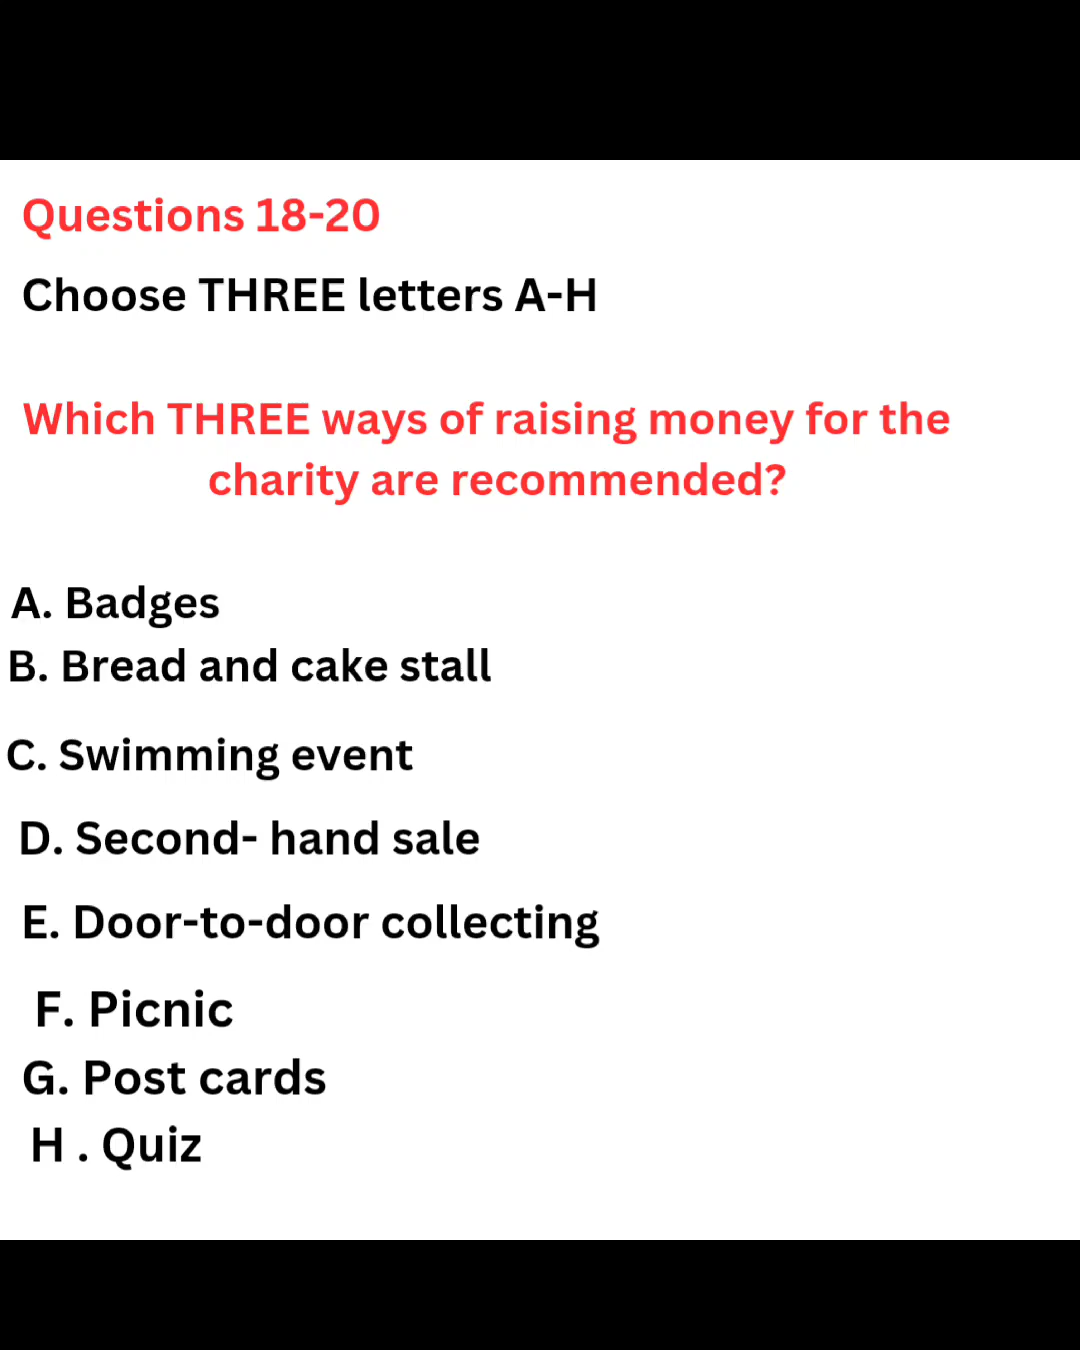 Questions 18-20
Choose THREE letters A-H
Which THREE ways of raising money for the
charity are recommended?
A. Badges
B. Bread and cake stall
C. Swimming event
D. Second- hand sale
E. Door-to-door collecting
F. Picnic
G. Post cards
H . Quiz